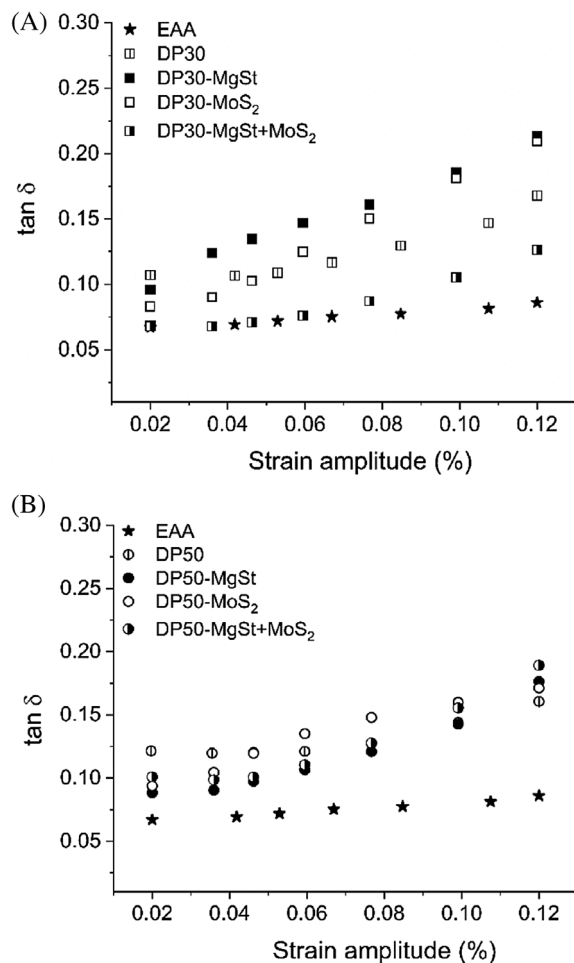 (A)
EAA
DP30
DP30-MgSt
DP30-MoS₂
DP30-MgSt+MoS₂
0.30
0.25
0.20
0.15
0.10
0.05
tan δ
0.02 0.04 0.06 0.08 0.10 0.12
Strain amplitude (%)
(B)
EAA
DP50
DP50-MgSt
DP50-MoS₂
DP50-MgSt+MoS₂
0.30
0.25
0.20
0.15
0.10
0.05
tan δ
0.02 0.04 0.06 0.08 0.10 0.12
Strain amplitude (%)